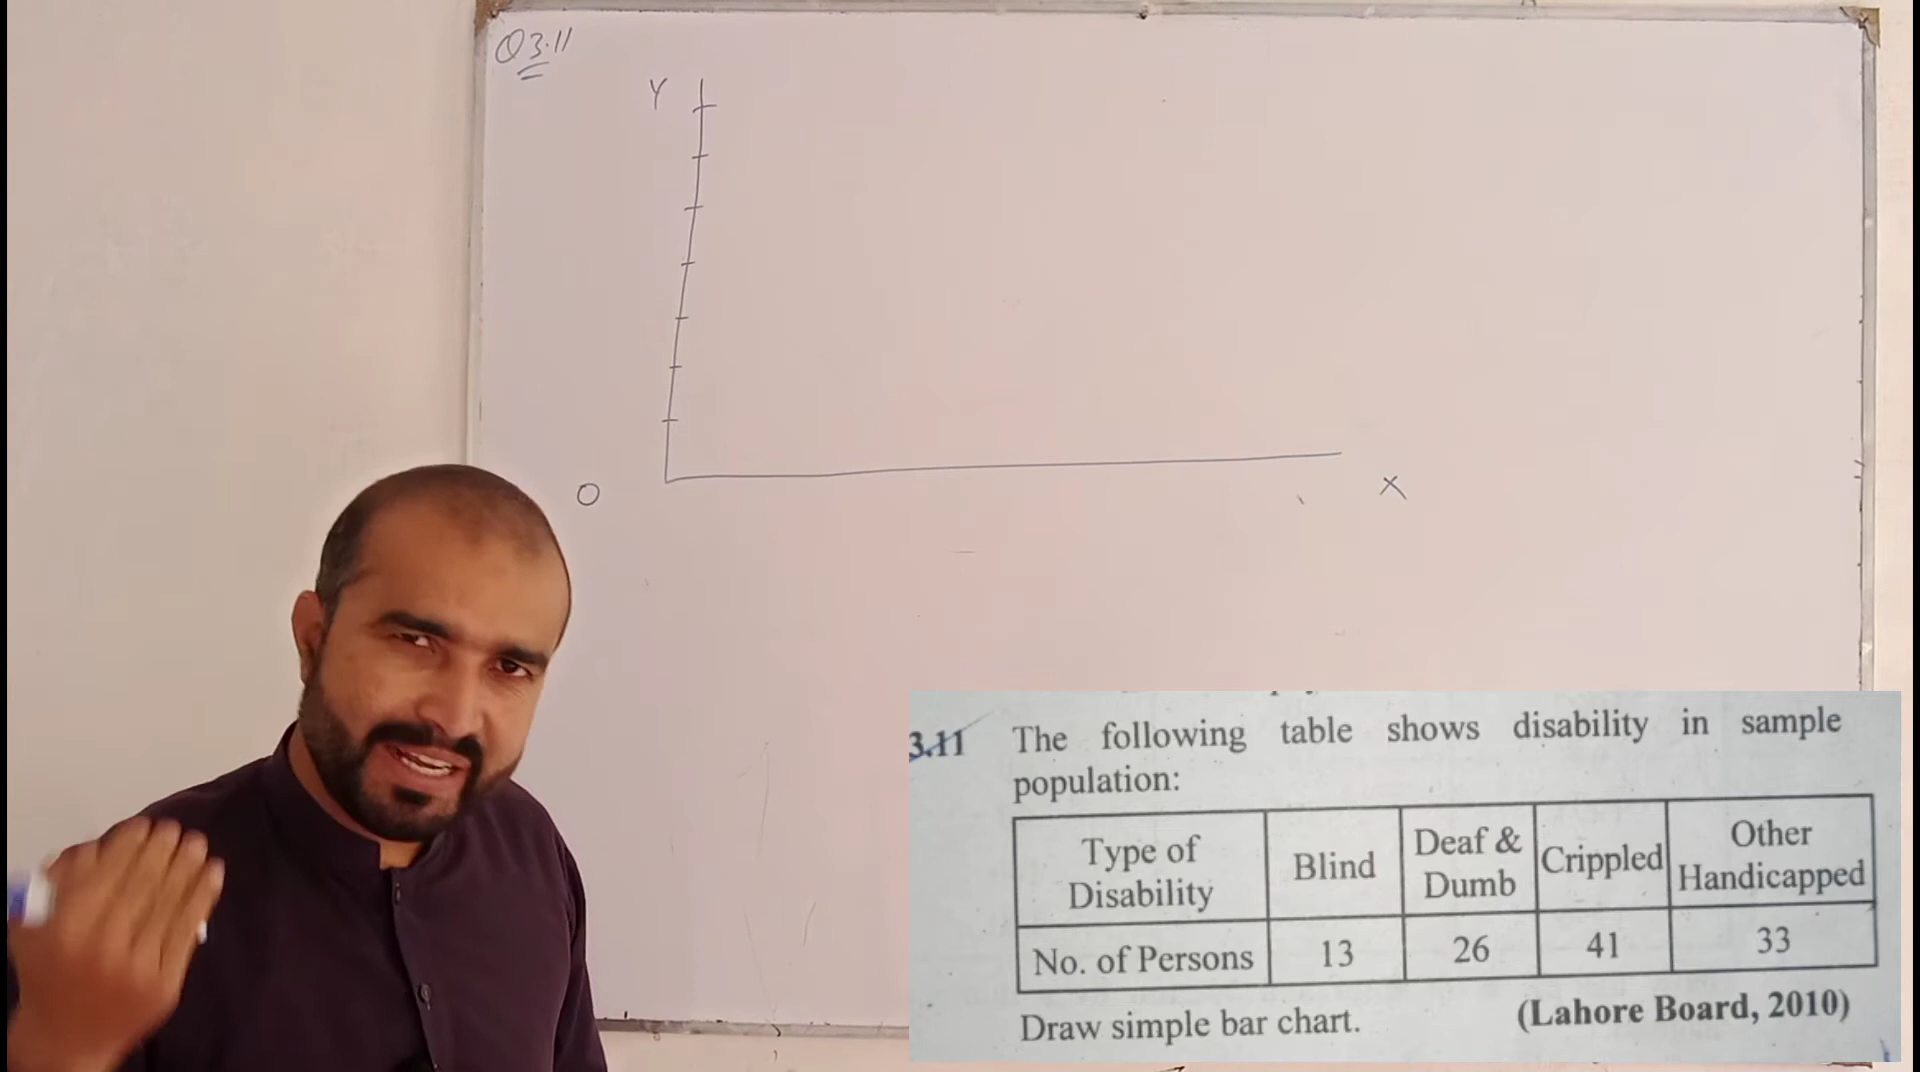 Q3.11
Y
O
X
3.11 The following table shows disability in sample
population:
Type of Disability Blind Deaf & Dumb Crippled Other Handicapped
No. of Persons 13 26 41 33
Draw simple bar chart. (Lahore Board, 2010)